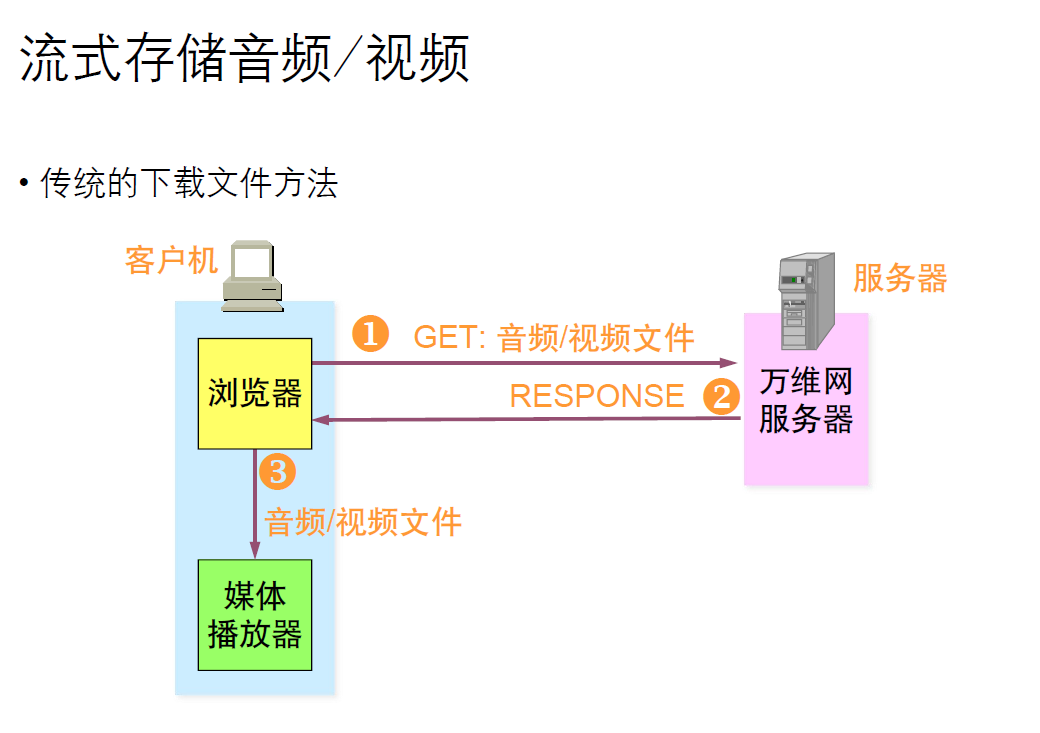 流式存储音频/视频
• 传统的下载文件方法
客户机
服务器
❶ GET: 音频/视频文件
浏览器
RESPONSE ❷
万维网
服务器
❸
音频/视频文件
媒体
播放器